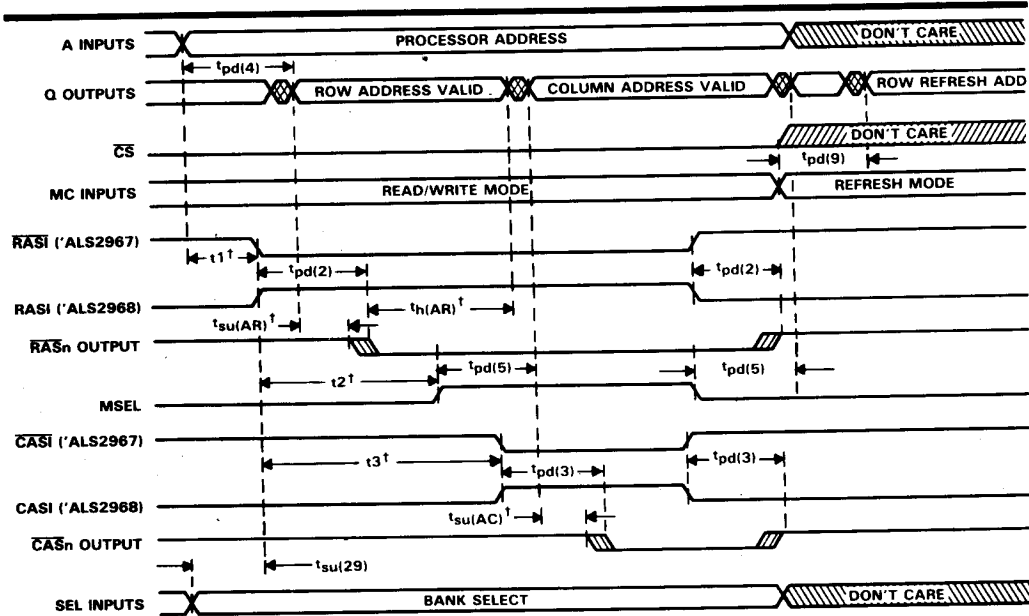 A INPUTS PROCESSOR ADDRESS DON'T CARE
tpd(4)
Q OUTPUTS ROW ADDRESS VALID COLUMN ADDRESS VALID ROW REFRESH ADD
CS DON'T CARE
tpd(9)
MC INPUTS READ/WRITE MODE REFRESH MODE
RASI ('ALS2967)
t1† tpd(2) tpd(2)
RASI ('ALS2968)
tsu(AR)† th(AR)†
RASn OUTPUT
t2† tpd(5) tpd(5)
MSEL
CASI ('ALS2967)
t3† tpd(3) tpd(3)
CASI ('ALS2968)
tsu(AC)†
CASn OUTPUT
tsu(29)
SEL INPUTS BANK SELECT DON'T CARE